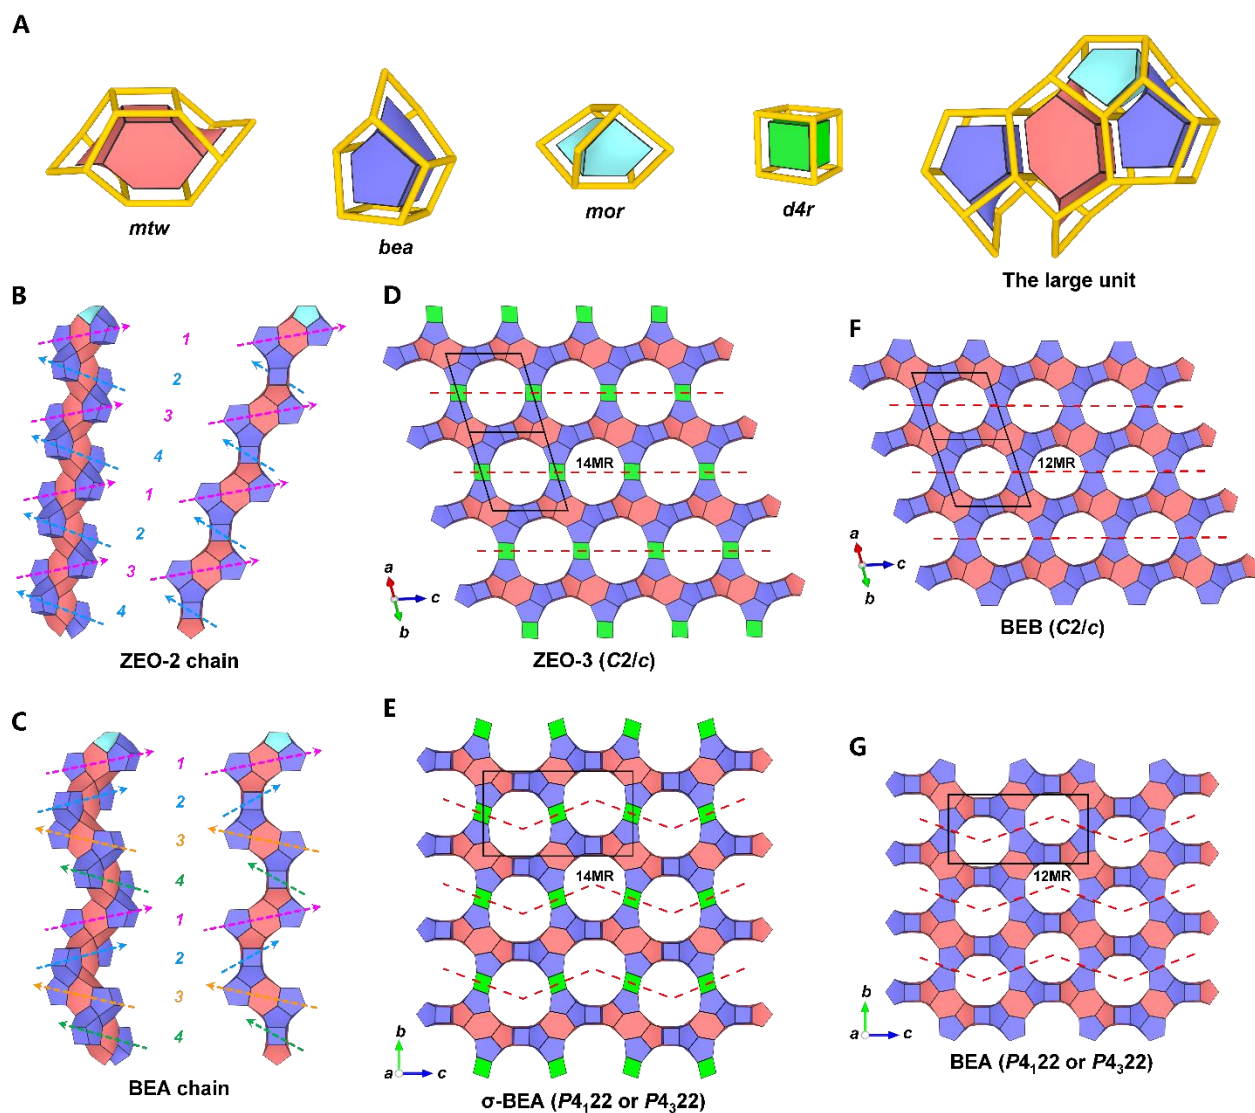 A
mtw
bea
mor
d4r
The large unit
B
1
2
3
4
1
2
3
4
ZEO-2 chain
C
1
2
3
4
1
2
3
4
BEA chain
D
14MR
a
c
b
ZEO-3 (C2/c)
E
14MR
b
a c
σ-BEA (P4₁22 or P4₃22)
F
12MR
a
c
b
BEB (C2/c)
G
12MR
b
a c
BEA (P4₁22 or P4₃22)